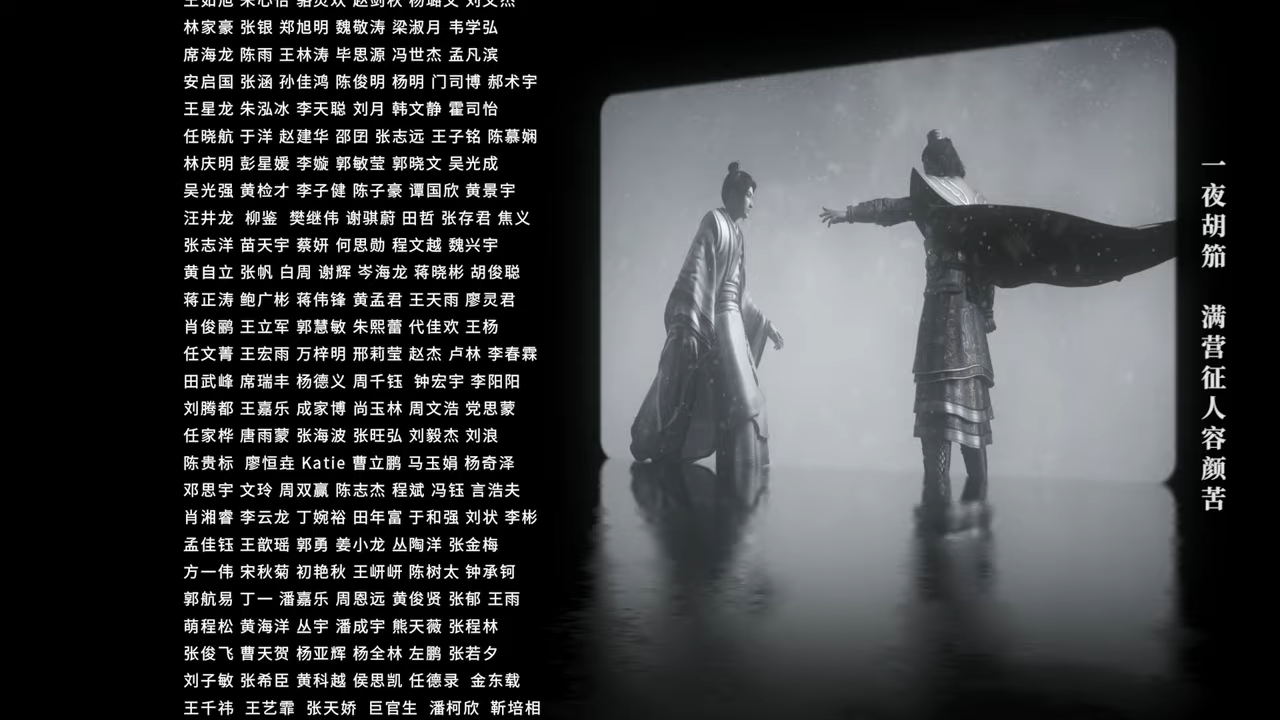 林家豪 张银 郑旭明 魏敬涛 梁淑月 韦学弘
席海龙 陈雨 王林涛 毕思源 冯世杰 孟凡滨
安启国 张涵 孙佳鸿 陈俊明 杨明 门司博 郝术宇
王星龙 朱泓冰 李天聪 刘月 韩文静 霍司怡
任晓航 于洋 赵建华 邵囝 张志远 王子铭 陈慕娴
林庆明 彭星媛 李嫙 郭敏莹 郭晓文 吴光成
吴光强 黄检才 李子健 陈子豪 谭国欣 黄景宇
汪井龙 柳鉴 樊继伟 谢骐蔚 田哲 张存君 焦义
张志洋 苗天宇 蔡妍 何思勋 程文越 魏兴宇
黄自立 张帆 白周 谢辉 岑海龙 蒋晓彬 胡俊聪
蒋正涛 鲍广彬 蒋伟锋 黄孟君 王天雨 廖灵君
肖俊鹂 王立军 郭慧敏 朱熙蕾 代佳欢 王杨
任文菁 王宏雨 万梓明 邢莉莹 赵杰 卢林 李春霖
田武峰 席瑞丰 杨德义 周千钰 钟宏宇 李阳阳
刘腾都 王嘉乐 成家博 尚玉林 周文浩 党思蒙
任家桦 唐雨蒙 张海波 张旺弘 刘毅杰 刘浪
陈贵标 廖恒垚 Katie 曹立鹏 马玉娟 杨奇泽
邓思宇 文玲 周双赢 陈志杰 程斌 冯钰 言浩夫
肖湘睿 李云龙 丁婉裕 田年富 于和强 刘状 李彬
孟佳钰 王歆瑶 郭勇 姜小龙 丛陶洋 张金梅
方一伟 宋秋菊 初艳秋 王岍岍 陈树太 钟承钶
郭航易 丁一 潘嘉乐 周恩远 黄俊贤 张郁 王雨
萌程松 黄海洋 丛宇 潘成宇 熊天薇 张程林
张俊飞 曹天贺 杨亚辉 杨全林 左鹏 张若夕
刘子敏 张希臣 黄科越 侯思凯 任德录 金东载
王千祎 王艺霏 张天娇 巨官生 潘柯欣 靳培相
一夜胡笳 满营征人容颜苦